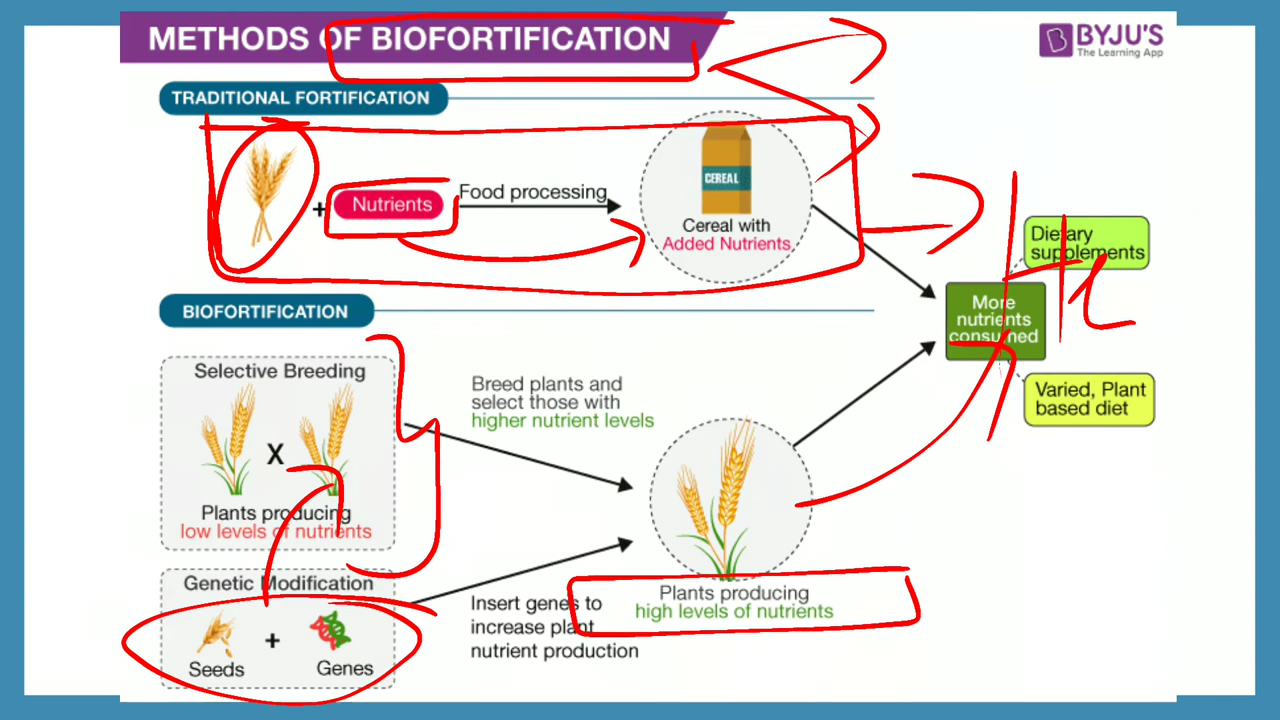 METHODS OF BIOFORTIFICATION
BYJU'S
The Learning App
TRADITIONAL FORTIFICATION
+ Nutrients
Food processing
CEREAL
Cereal with
Added Nutrients
Dietary
supplements
More
nutrients
consumed
Varied, Plant
based diet
BIOFORTIFICATION
Selective Breeding
X
Plants producing
low levels of nutrients
Breed plants and
select those with
higher nutrient levels
Genetic Modification
+
Seeds
Genes
Insert genes to
increase plant
nutrient production
Plants producing
high levels of nutrients